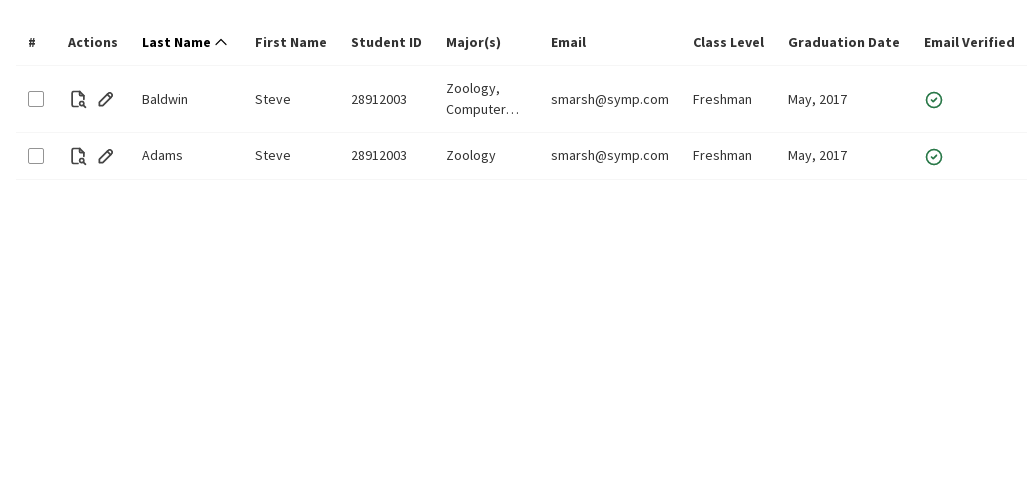 # Actions Last Name First Name Student ID Major(s) Email Class Level Graduation Date Email Verified
Baldwin Steve 28912003 Zoology, Computer… smarsh@symp.com Freshman May, 2017
Adams Steve 28912003 Zoology smarsh@symp.com Freshman May, 2017